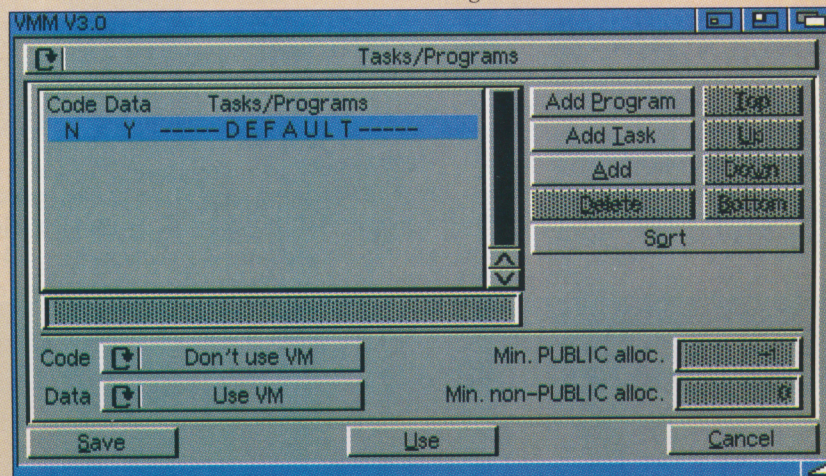 VMM V3.0
Tasks/Programs
Code Data Tasks/Programs
N Y -----DEFAULT-----
Add Program
Top
Add Task
Up
Add
Down
Delete
Bottom
Sort
Code Don't use VM
Min. PUBLIC alloc. -1
Data Use VM
Min. non-PUBLIC alloc. 0
Save
Use
Cancel